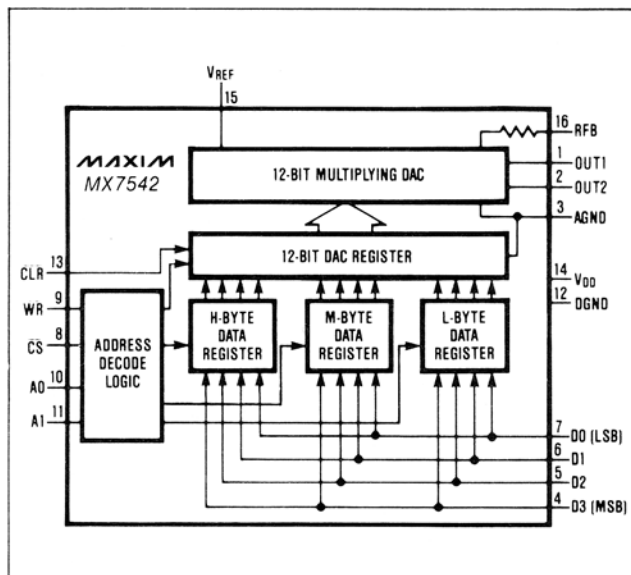 VREF
15
MAXIM
MX7542
12-BIT MULTIPLYING DAC
16 RFB
1 OUT1
2 OUT2
3 AGND
12-BIT DAC REGISTER
13 CLR
14 VDD
12 DGND
9 WR
8 CS
10 A0
11 A1
ADDRESS
DECODE
LOGIC
H-BYTE
DATA
REGISTER
M-BYTE
DATA
REGISTER
L-BYTE
DATA
REGISTER
7 D0 (LSB)
6 D1
5 D2
4 D3 (MSB)